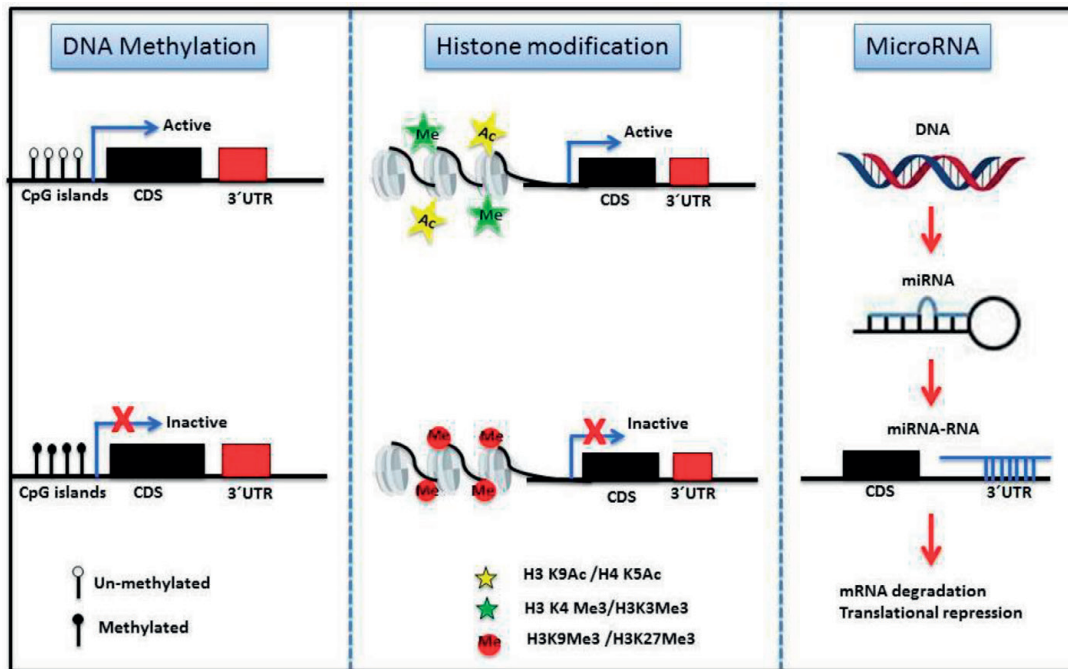 DNA Methylation
Active
CpG islands
CDS
3´UTR
Inactive
CpG islands
CDS
3´UTR
Un-methylated
Methylated
Histone modification
Me
Ac
Active
Ac
Me
CDS
3´UTR
Me
Me
Inactive
Me
Me
CDS
3´UTR
H3 K9Ac /H4 K5Ac
H3 K4 Me3/H3K3Me3
Me H3K9Me3 /H3K27Me3
MicroRNA
DNA
miRNA
miRNA-RNA
CDS
3´UTR
mRNA degradation
Translational repression